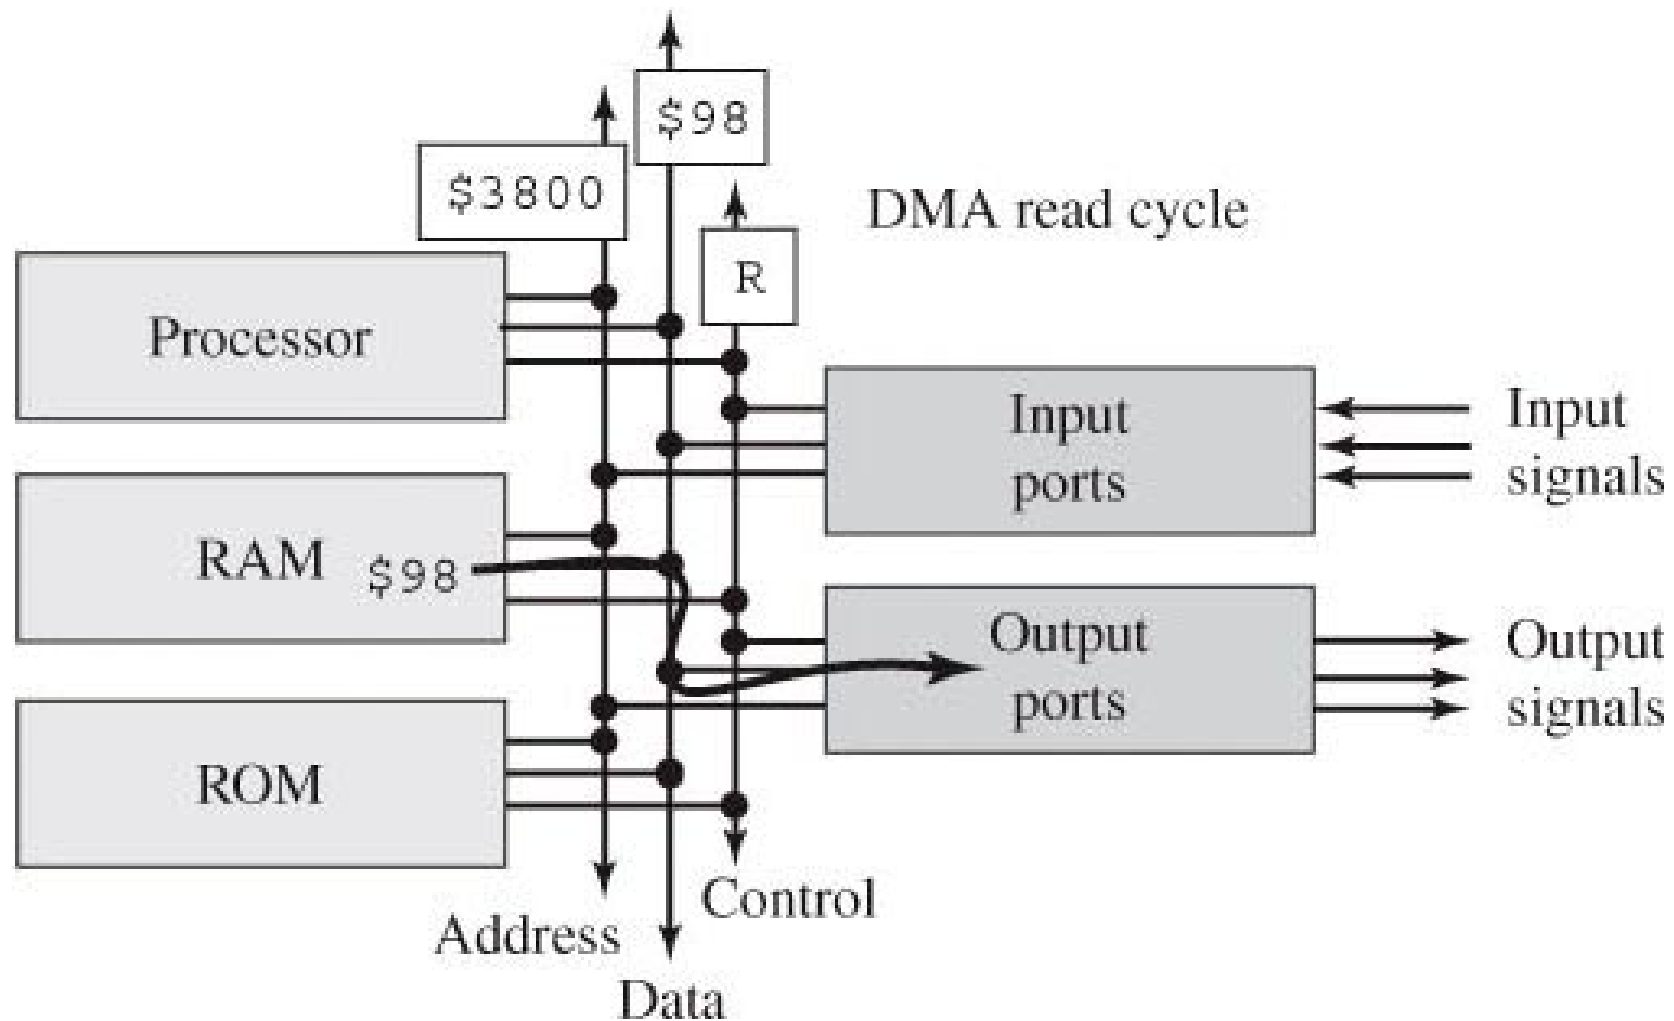 $98
$3800
DMA read cycle
R
Processor
Input
ports
Input
signals
RAM $98
Output
ports
Output
signals
ROM
Control
Address
Data